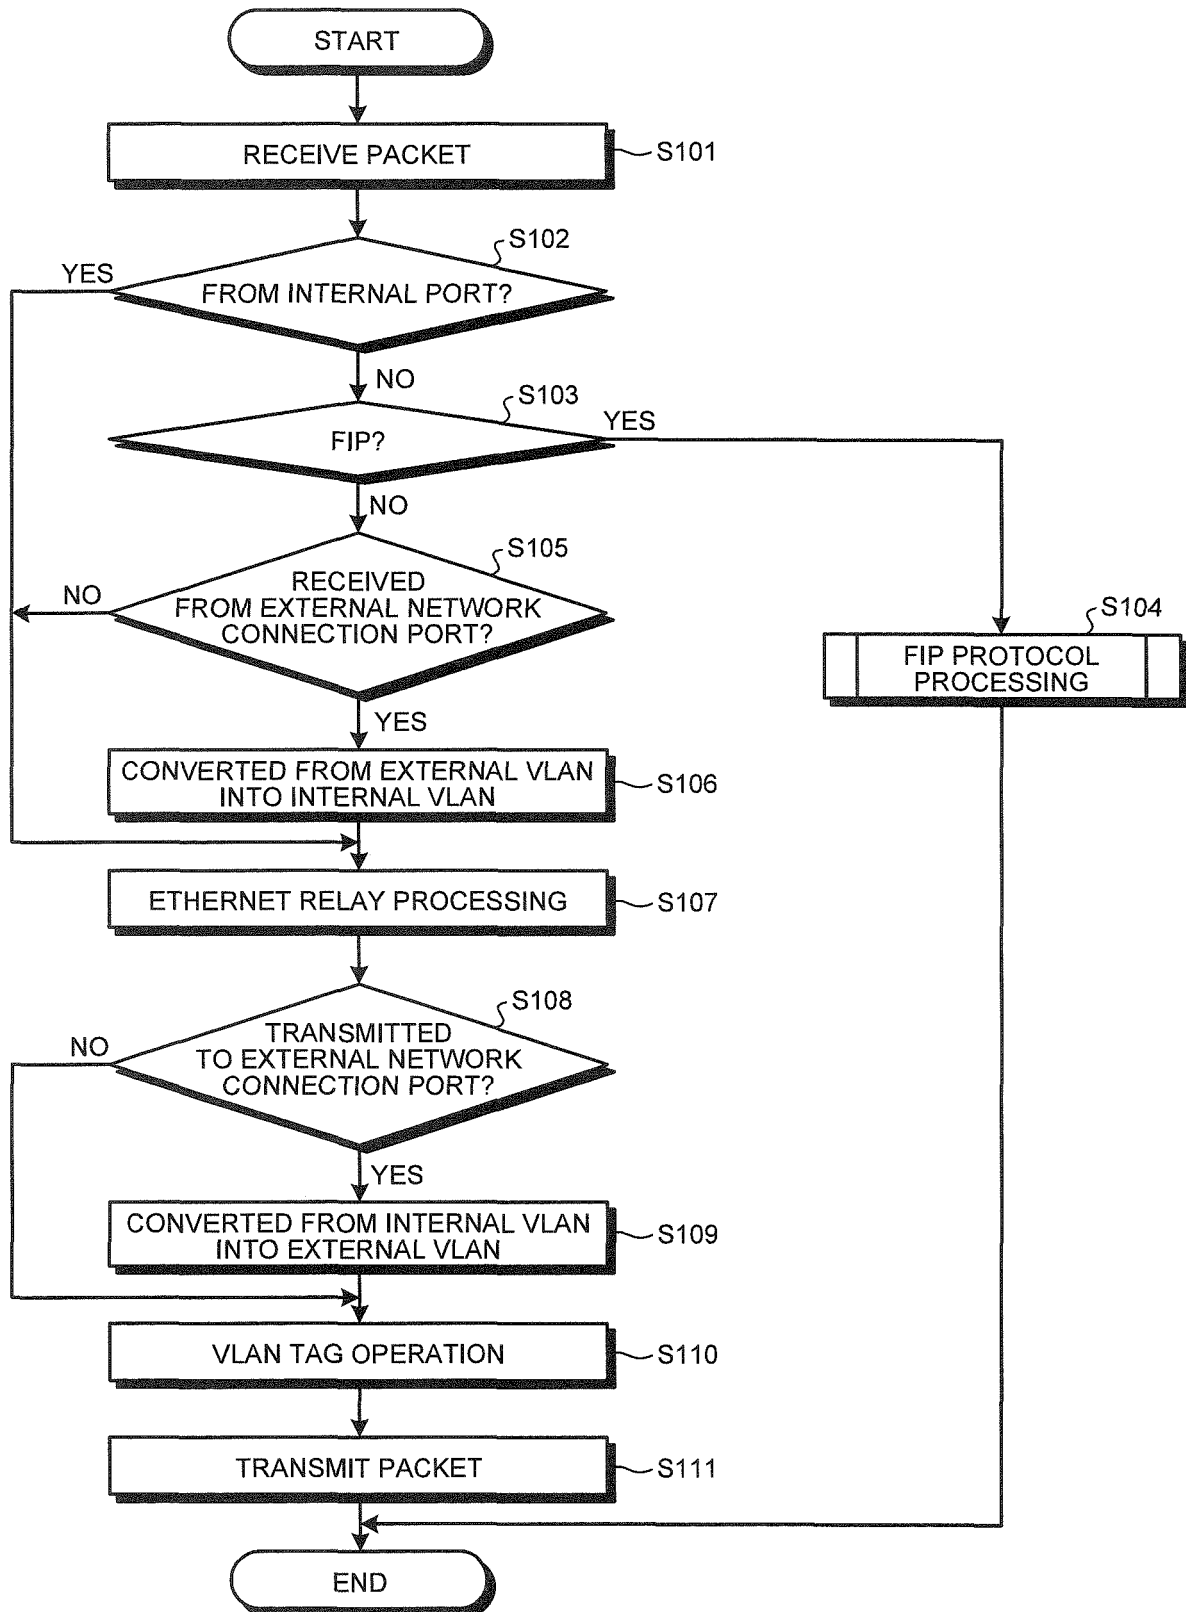 START
RECEIVE PACKET
S101
S102
YES
FROM INTERNAL PORT?
NO
S103
YES
FIP?
NO
S105
RECEIVED
FROM EXTERNAL NETWORK
CONNECTION PORT?
NO
S104
FIP PROTOCOL
PROCESSING
YES
CONVERTED FROM EXTERNAL VLAN
INTO INTERNAL VLAN
S106
ETHERNET RELAY PROCESSING
S107
S108
TRANSMITTED
TO EXTERNAL NETWORK
CONNECTION PORT?
NO
YES
CONVERTED FROM INTERNAL VLAN
INTO EXTERNAL VLAN
S109
VLAN TAG OPERATION
S110
TRANSMIT PACKET
S111
END